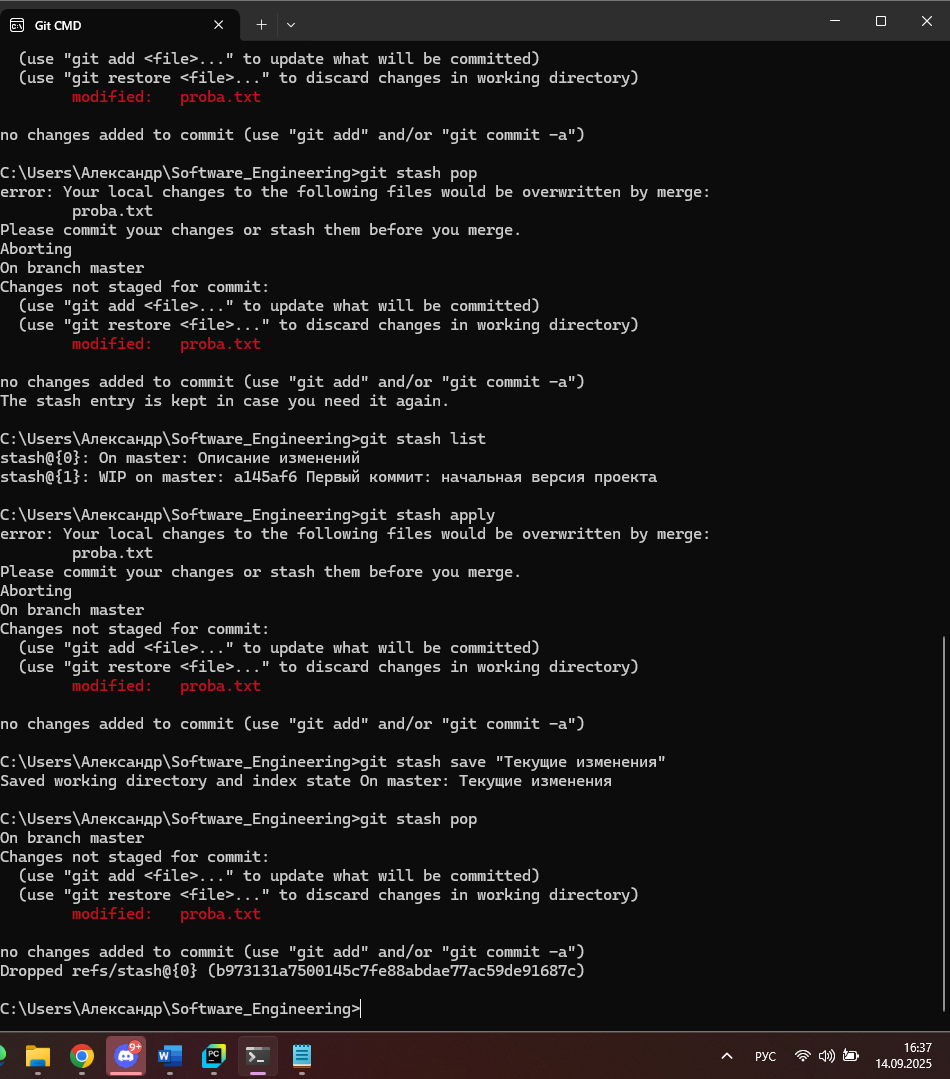 Git CMD
  (use "git add <file>..." to update what will be committed)
  (use "git restore <file>..." to discard changes in working directory)
        modified:   proba.txt
no changes added to commit (use "git add" and/or "git commit -a")
C:\Users\Александр\Software_Engineering>git stash pop
error: Your local changes to the following files would be overwritten by merge:
        proba.txt
Please commit your changes or stash them before you merge.
Aborting
On branch master
Changes not staged for commit:
  (use "git add <file>..." to update what will be committed)
  (use "git restore <file>..." to discard changes in working directory)
        modified:   proba.txt
no changes added to commit (use "git add" and/or "git commit -a")
The stash entry is kept in case you need it again.
C:\Users\Александр\Software_Engineering>git stash list
stash@{0}: On master: Описание изменений
stash@{1}: WIP on master: a145af6 Первый коммит: начальная версия проекта
C:\Users\Александр\Software_Engineering>git stash apply
error: Your local changes to the following files would be overwritten by merge:
        proba.txt
Please commit your changes or stash them before you merge.
Aborting
On branch master
Changes not staged for commit:
  (use "git add <file>..." to update what will be committed)
  (use "git restore <file>..." to discard changes in working directory)
        modified:   proba.txt
no changes added to commit (use "git add" and/or "git commit -a")
C:\Users\Александр\Software_Engineering>git stash save "Текущие изменения"
Saved working directory and index state On master: Текущие изменения
C:\Users\Александр\Software_Engineering>git stash pop
On branch master
Changes not staged for commit:
  (use "git add <file>..." to update what will be committed)
  (use "git restore <file>..." to discard changes in working directory)
        modified:   proba.txt
no changes added to commit (use "git add" and/or "git commit -a")
Dropped refs/stash@{0} (b973131a7500145c7fe88abdae77ac59de91687c)
C:\Users\Александр\Software_Engineering>
9+
W
PC
РУС
16:37
14.09.2025